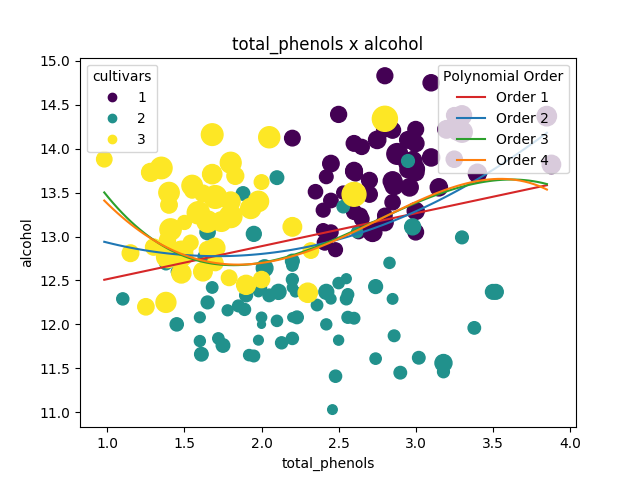 total_phenols x alcohol
cultivars
1
2
3
Polynomial Order
Order 1
Order 2
Order 3
Order 4
15.0
14.5
14.0
13.5
13.0
12.5
12.0
11.5
11.0
alcohol
1.0 1.5 2.0 2.5 3.0 3.5 4.0
total_phenols